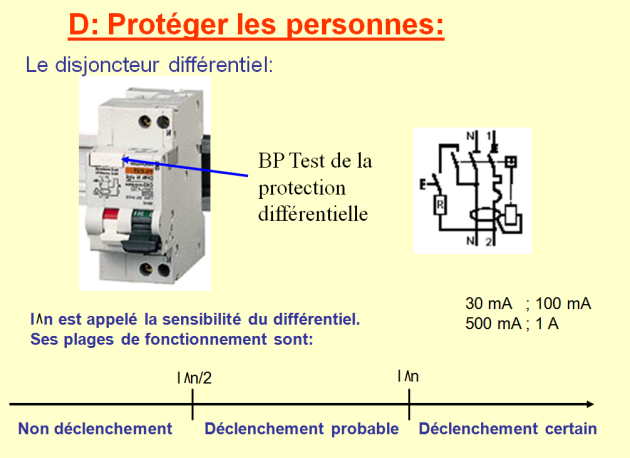 D: Protéger les personnes:
Le disjoncteur différentiel:
BP Test de la
protection
différentielle
N 1
E
R
N 2
30 mA ; 100 mA
500 mA ; 1 A
I∧n est appelé la sensibilité du différentiel.
Ses plages de fonctionnement sont:
I∧n/2
I∧n
Non déclenchement
Déclenchement probable
Déclenchement certain